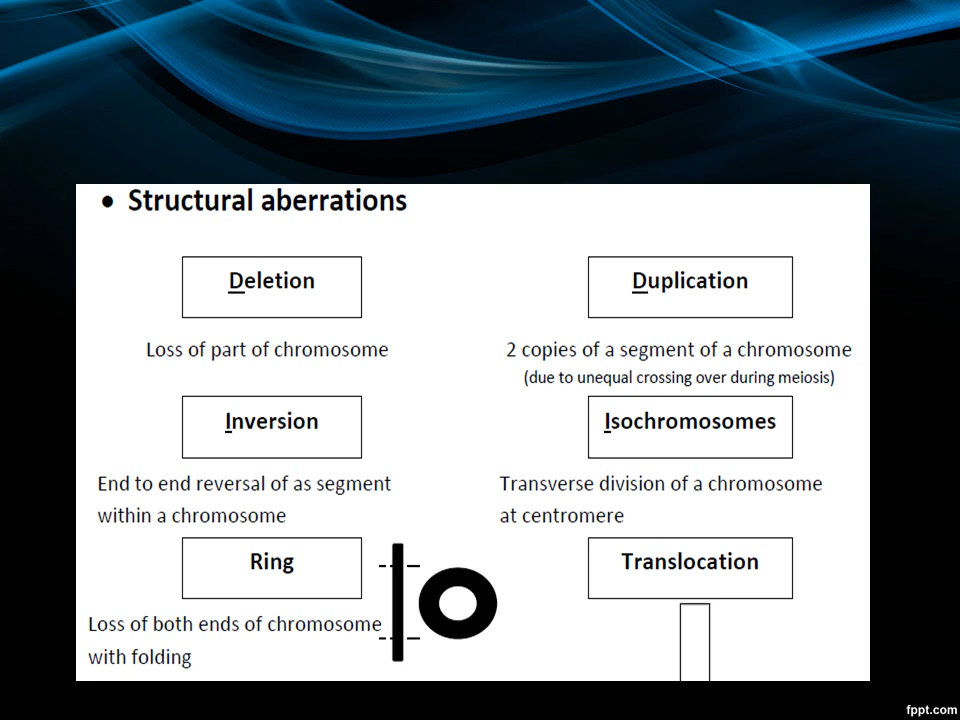 • Structural aberrations
Deletion
Duplication
Loss of part of chromosome
2 copies of a segment of a chromosome
(due to unequal crossing over during meiosis)
Inversion
Isochromosomes
End to end reversal of as segment
within a chromosome
Transverse division of a chromosome
at centromere
Ring
Translocation
Loss of both ends of chromosome
with folding
fppt.com